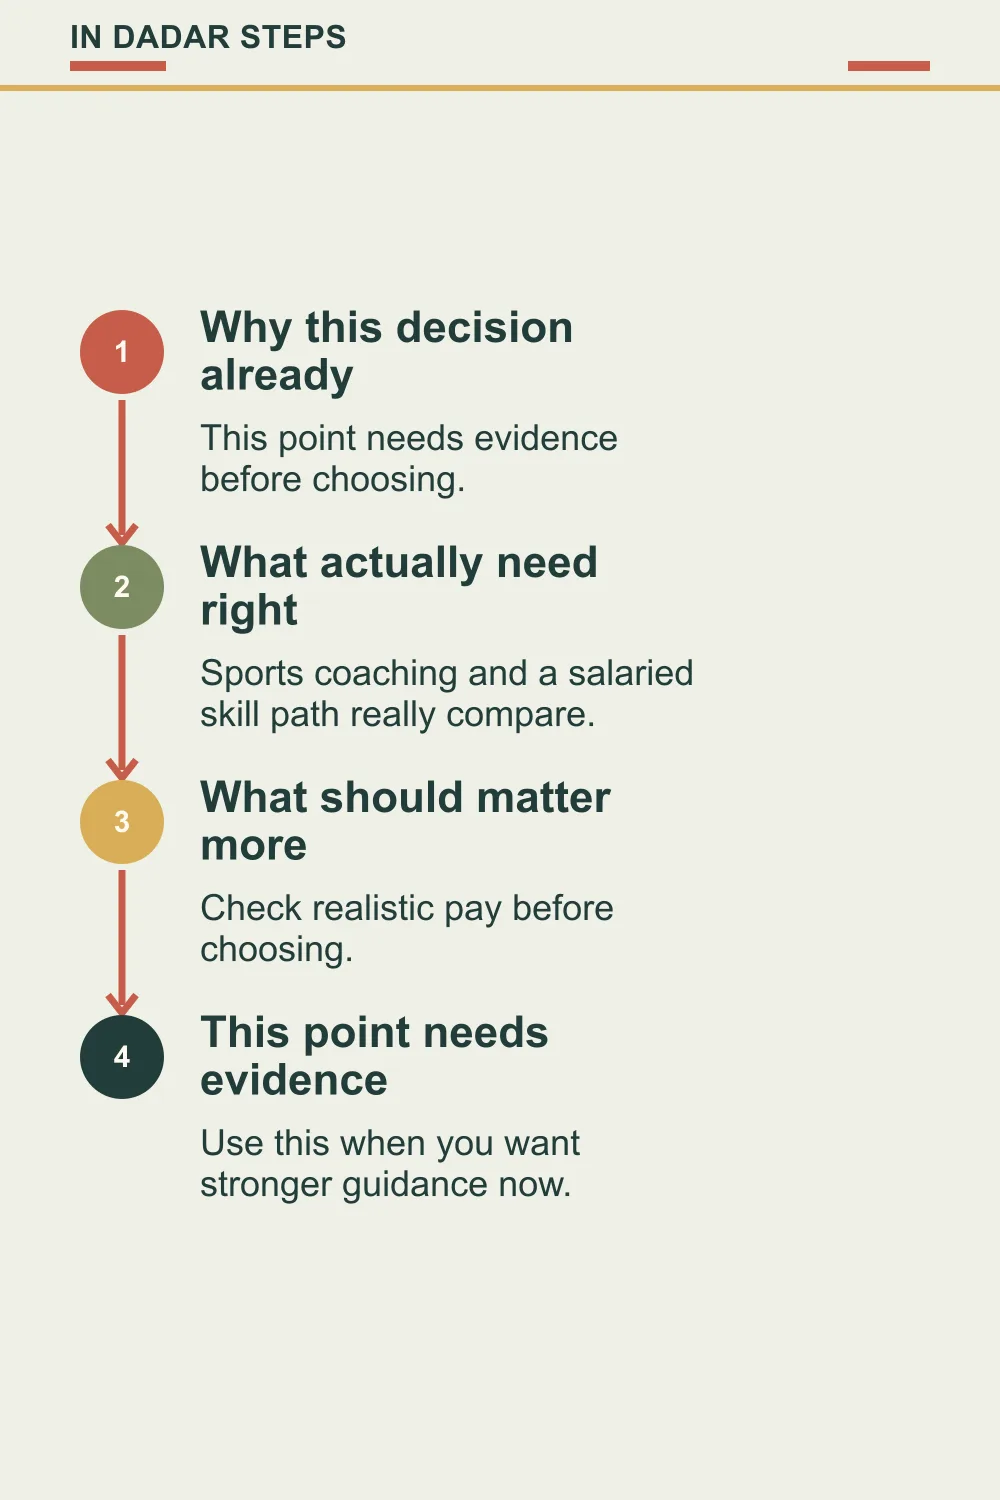 IN DADAR STEPS
1
Why this decision
already
This point needs evidence
before choosing.
2
What actually need
right
Sports coaching and a salaried
skill path really compare.
3
What should matter
more
Check realistic pay before
choosing.
4
This point needs
evidence
Use this when you want
stronger guidance now.